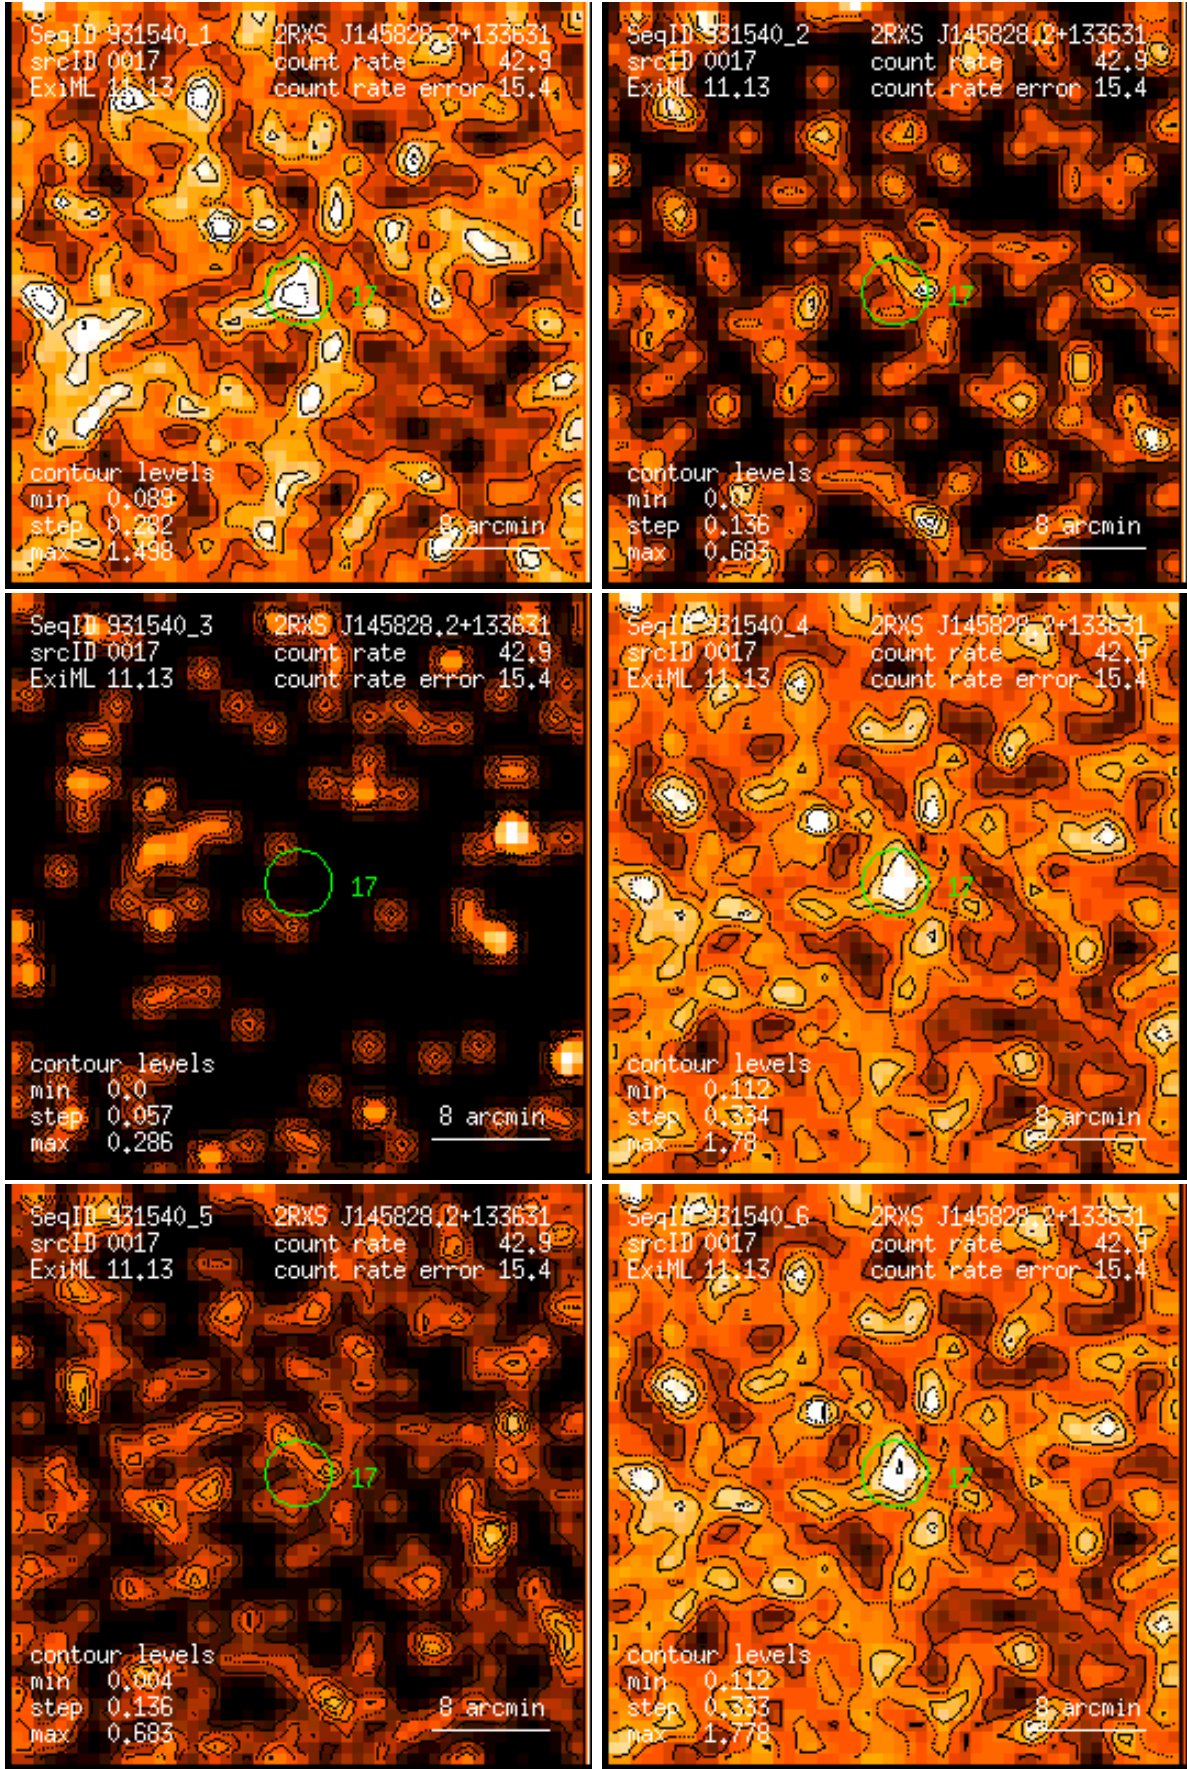 SeqID 931540_1 2RXS J145828.2+133631
srcID 0017 count rate 42.9
ExiML 11.13 count rate error 15.4
17
contour levels
min 0.089
step 0.282
max 1.498
8 arcmin
SeqID 931540_2 2RXS J145828.2+133631
srcID 0017 count rate 42.9
ExiML 11.13 count rate error 15.4
17
contour levels
min 0.0
step 0.136
max 0.683
8 arcmin
SeqID 931540_3 2RXS J145828.2+133631
srcID 0017 count rate 42.9
ExiML 11.13 count rate error 15.4
17
contour levels
min 0.0
step 0.057
max 0.286
8 arcmin
SeqID 931540_4 2RXS J145828.2+133631
srcID 0017 count rate 42.9
ExiML 11.13 count rate error 15.4
17
contour levels
min 0.112
step 0.334
max 1.78
8 arcmin
SeqID 931540_5 2RXS J145828.2+133631
srcID 0017 count rate 42.9
ExiML 11.13 count rate error 15.4
17
contour levels
min 0.004
step 0.136
max 0.683
8 arcmin
SeqID 931540_6 2RXS J145828.2+133631
srcID 0017 count rate 42.9
ExiML 11.13 count rate error 15.4
17
contour levels
min 0.112
step 0.333
max 1.778
8 arcmin